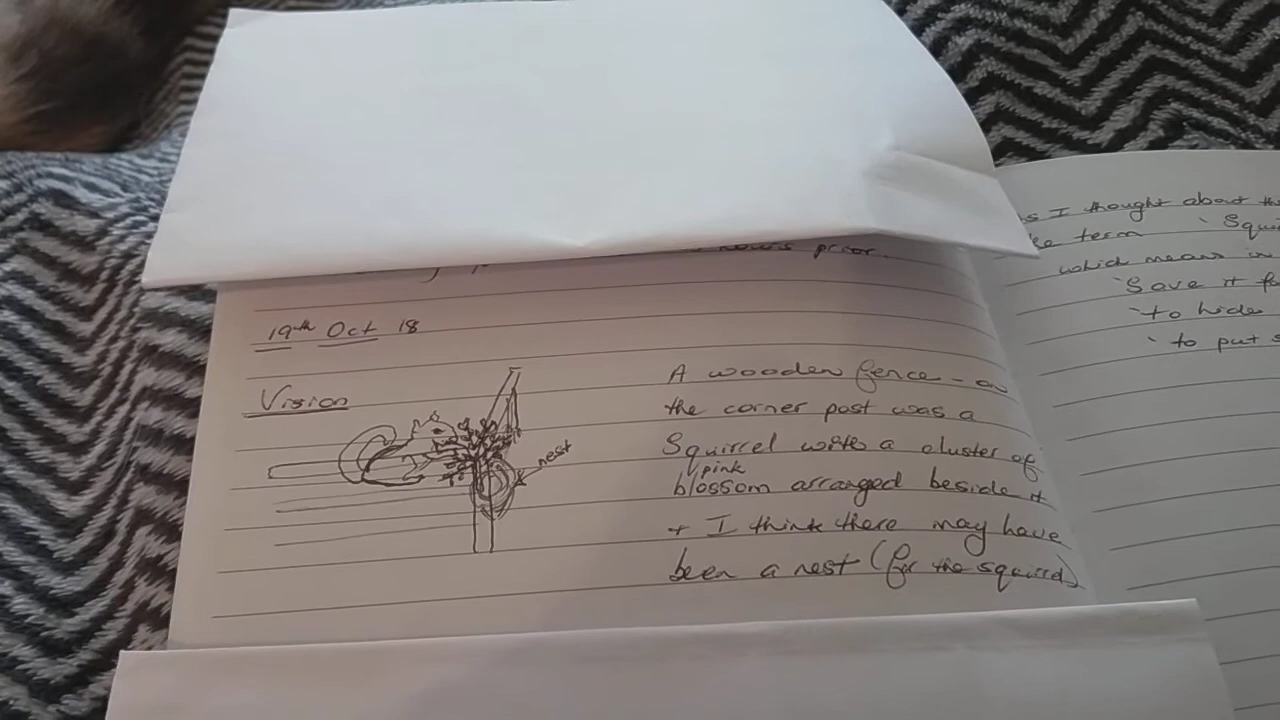 hours prior.
19th Oct 18
Vision
nest
A wooden fence - on
the corner post was a
Squirrel with a cluster of
pink
blossom arranged beside it
+ I think there may have
been a nest (for the squirrel)
I thought about
term
which means
Save it
to hide
to put